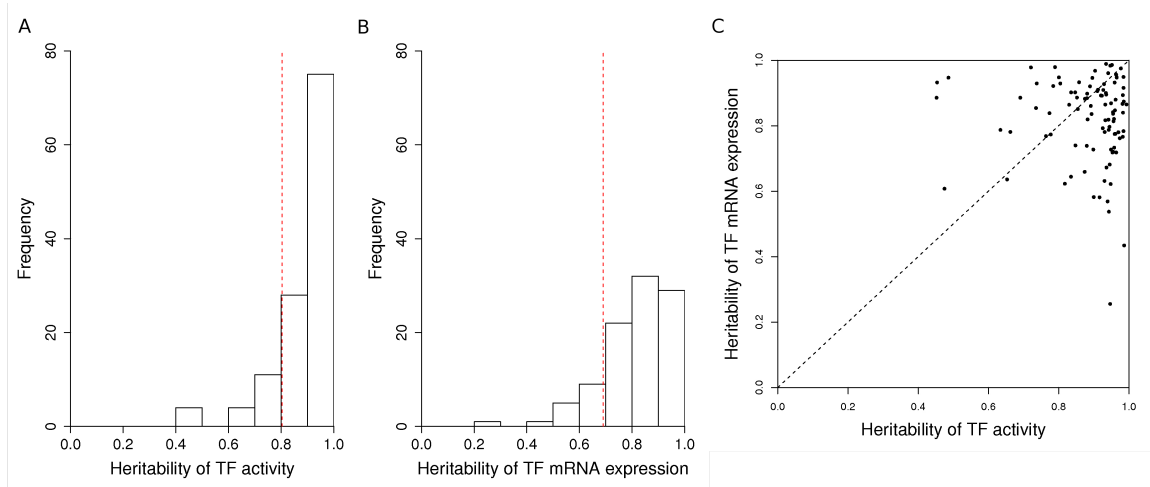 A
80
60
40
20
0
Frequency
0.0 0.2 0.4 0.6 0.8 1.0
Heritability of TF activity
B
80
60
40
20
0
Frequency
0.0 0.2 0.4 0.6 0.8 1.0
Heritability of TF mRNA expression
C
1.0
0.8
0.6
0.4
0.2
0.0
Heritability of TF mRNA expression
0.0 0.2 0.4 0.6 0.8 1.0
Heritability of TF activity